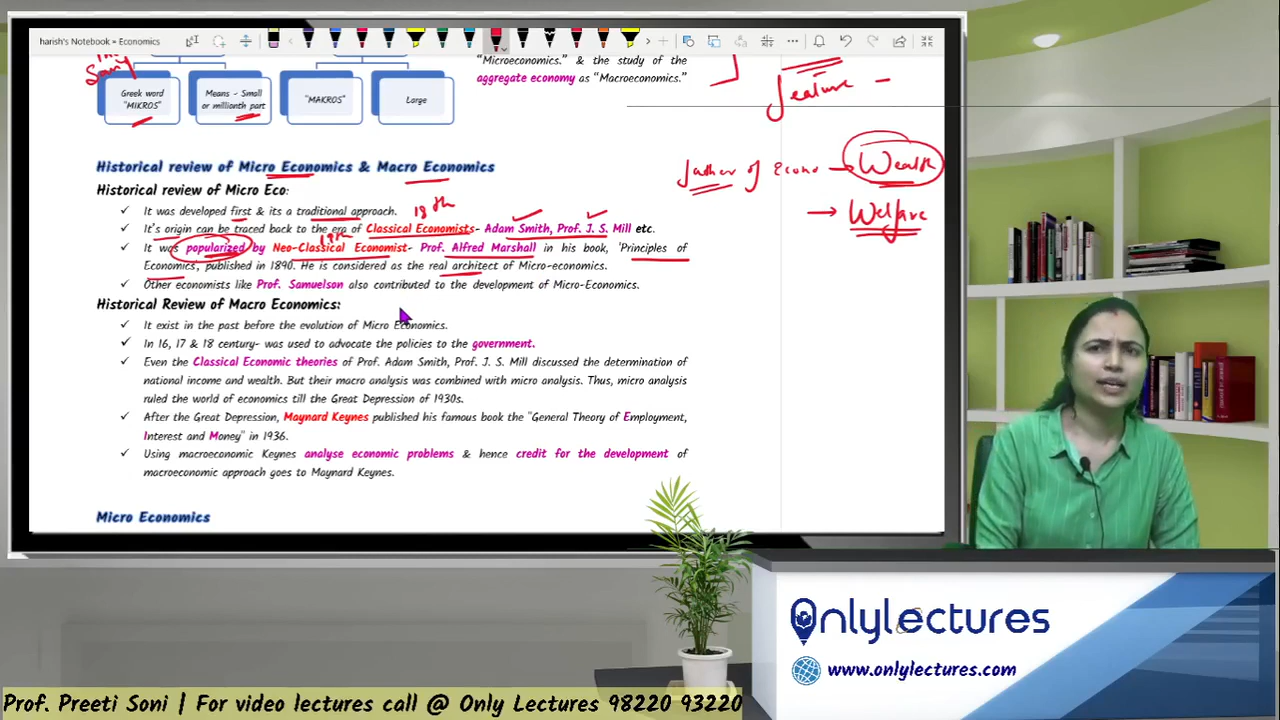 harish's Notebook » Economics
Sony
Greek word
"MIKROS"
Means - Small
or millionth part
"MAKROS"
Large
"Microeconomics." & the study of the
aggregate economy as "Macroeconomics."
feature -
Historical review of Micro Economics & Macro Economics
Father of Econo → Wealth
→ Welfare
Historical review of Micro Eco:
✓ It was developed first & its a traditional approach.
18th
✓ It's origin can be traced back to the era of Classical Economists- Adam Smith, Prof. J. S. Mill etc.
19th
✓ It was popularized by Neo-Classical Economist- Prof. Alfred Marshall in his book, 'Principles of
Economics', published in 1890. He is considered as the real architect of Micro-economics.
✓ Other economists like Prof. Samuelson also contributed to the development of Micro-Economics.
Historical Review of Macro Economics:
✓ It exist in the past before the evolution of Micro Economics.
✓ In 16, 17 & 18 century- was used to advocate the policies to the government.
✓ Even the Classical Economic theories of Prof. Adam Smith, Prof. J. S. Mill discussed the determination of
national income and wealth. But their macro analysis was combined with micro analysis. Thus, micro analysis
ruled the world of economics till the Great Depression of 1930s.
✓ After the Great Depression, Maynard Keynes published his famous book the "General Theory of Employment,
Interest and Money" in 1936.
✓ Using macroeconomic Keynes analyse economic problems & hence credit for the development of
macroeconomic approach goes to Maynard Keynes.
Micro Economics
Onlylectures
www.onlylectures.com
Prof. Preeti Soni | For video lectures call @ Only Lectures 98220 93220